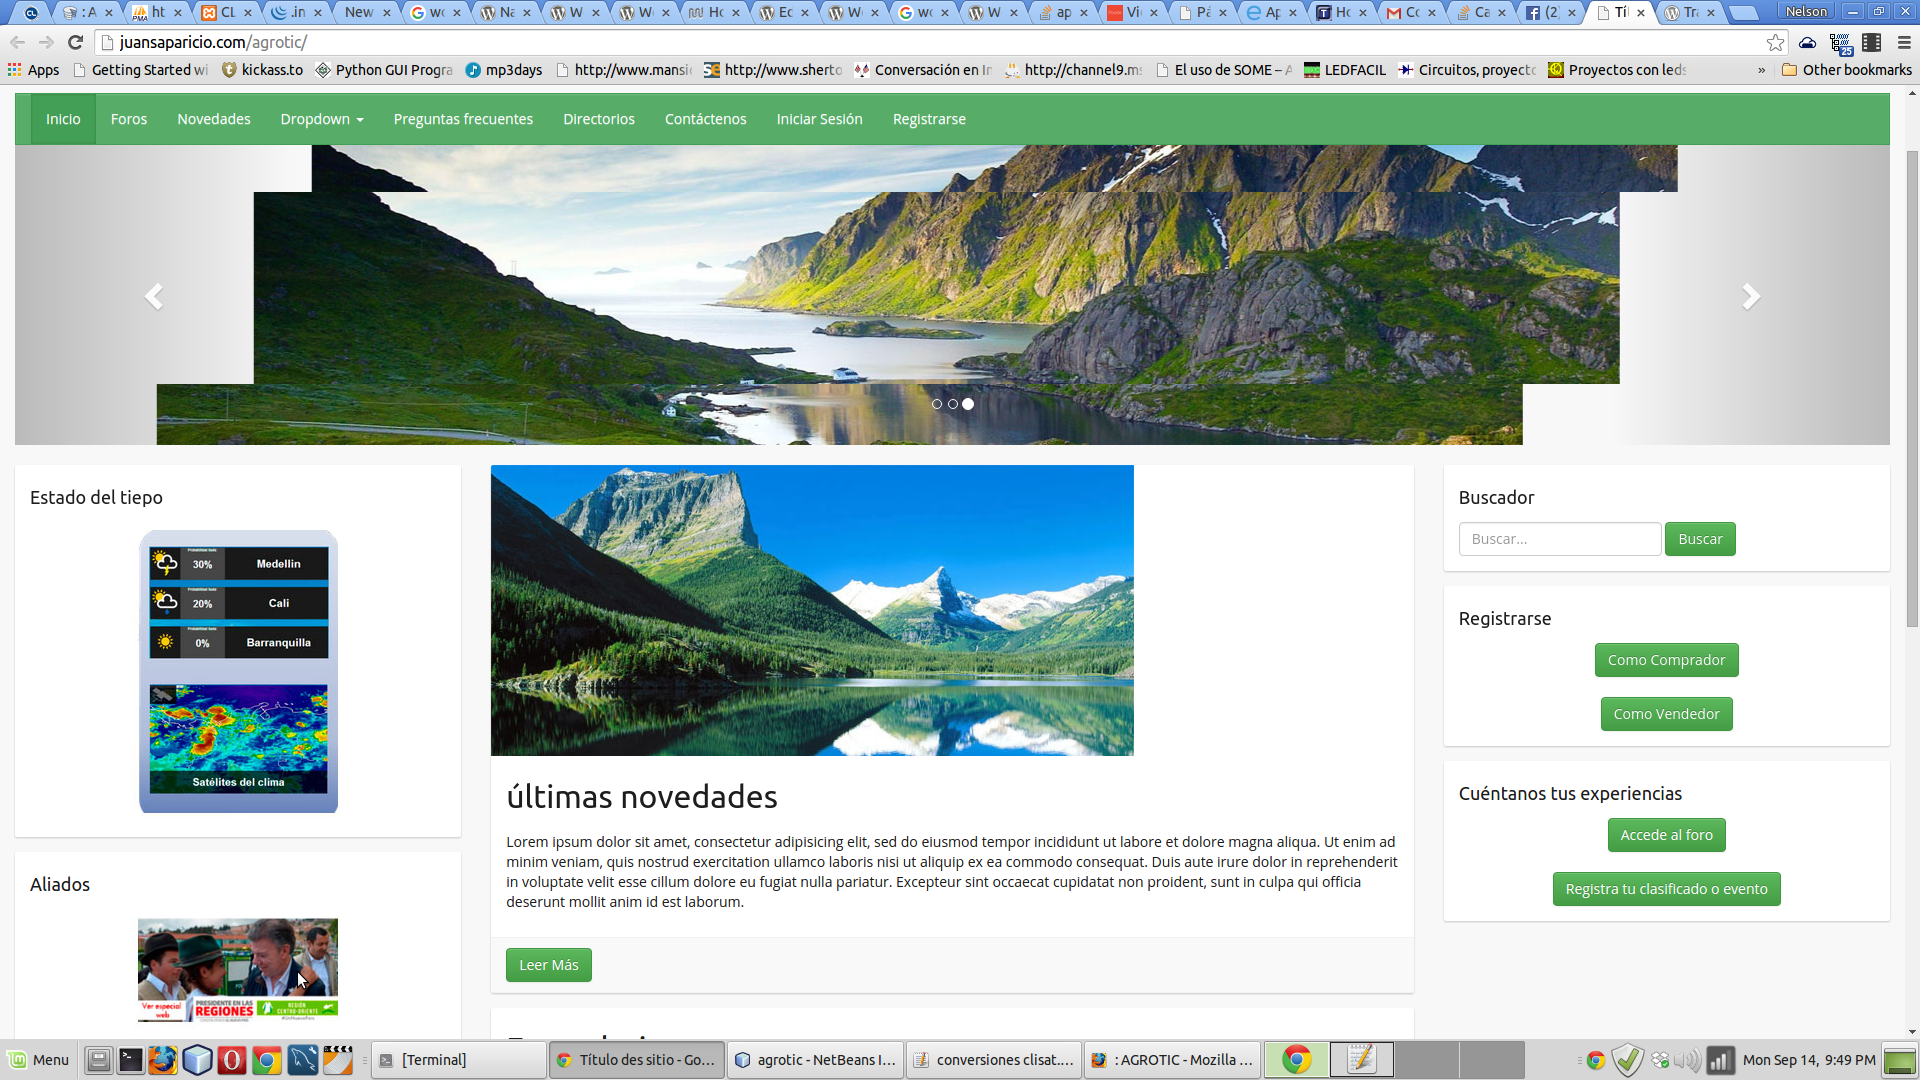 : A
ht
CL
.in
New
wo
Na
W
Wo
Ho
Ec
We
wo
W
ap
Vi
Pá
Ap
Ho
Co
Ca
(2)
Tí
Tra
Nelson
juansaparicio.com/agrotic/
Apps
Getting Started wi
kickass.to
Python GUI Progra
mp3days
http://www.mansi
http://www.sherto
Conversación en In
http://channel9.ms
El uso de SOME – A
LEDFACIL
Circuitos, proyecto
Proyectos con leds
»
Other bookmarks
25
Inicio
Foros
Novedades
Dropdown
Preguntas frecuentes
Directorios
Contáctenos
Iniciar Sesión
Registrarse
Estado del tiepo
30%
Medellin
20%
Cali
0%
Barranquilla
Satélites del clima
Aliados
Ver especial
web
PRESIDENTE EN LAS
REGIONES
REGIÓN
CENTRO-ORIENTE
últimas novedades
Lorem ipsum dolor sit amet, consectetur adipisicing elit, sed do eiusmod tempor incididunt ut labore et dolore magna aliqua. Ut enim ad
minim veniam, quis nostrud exercitation ullamco laboris nisi ut aliquip ex ea commodo consequat. Duis aute irure dolor in reprehenderit
in voluptate velit esse cillum dolore eu fugiat nulla pariatur. Excepteur sint occaecat cupidatat non proident, sunt in culpa qui officia
deserunt mollit anim id est laborum.
Leer Más
Buscador
Buscar...
Buscar
Registrarse
Como Comprador
Como Vendedor
Cuéntanos tus experiencias
Accede al foro
Registra tu clasificado o evento
Menu
[Terminal]
Título des sitio - Go...
agrotic - NetBeans I...
conversiones clisat....
: AGROTIC - Mozilla ...
Mon Sep 14, 9:49 PM